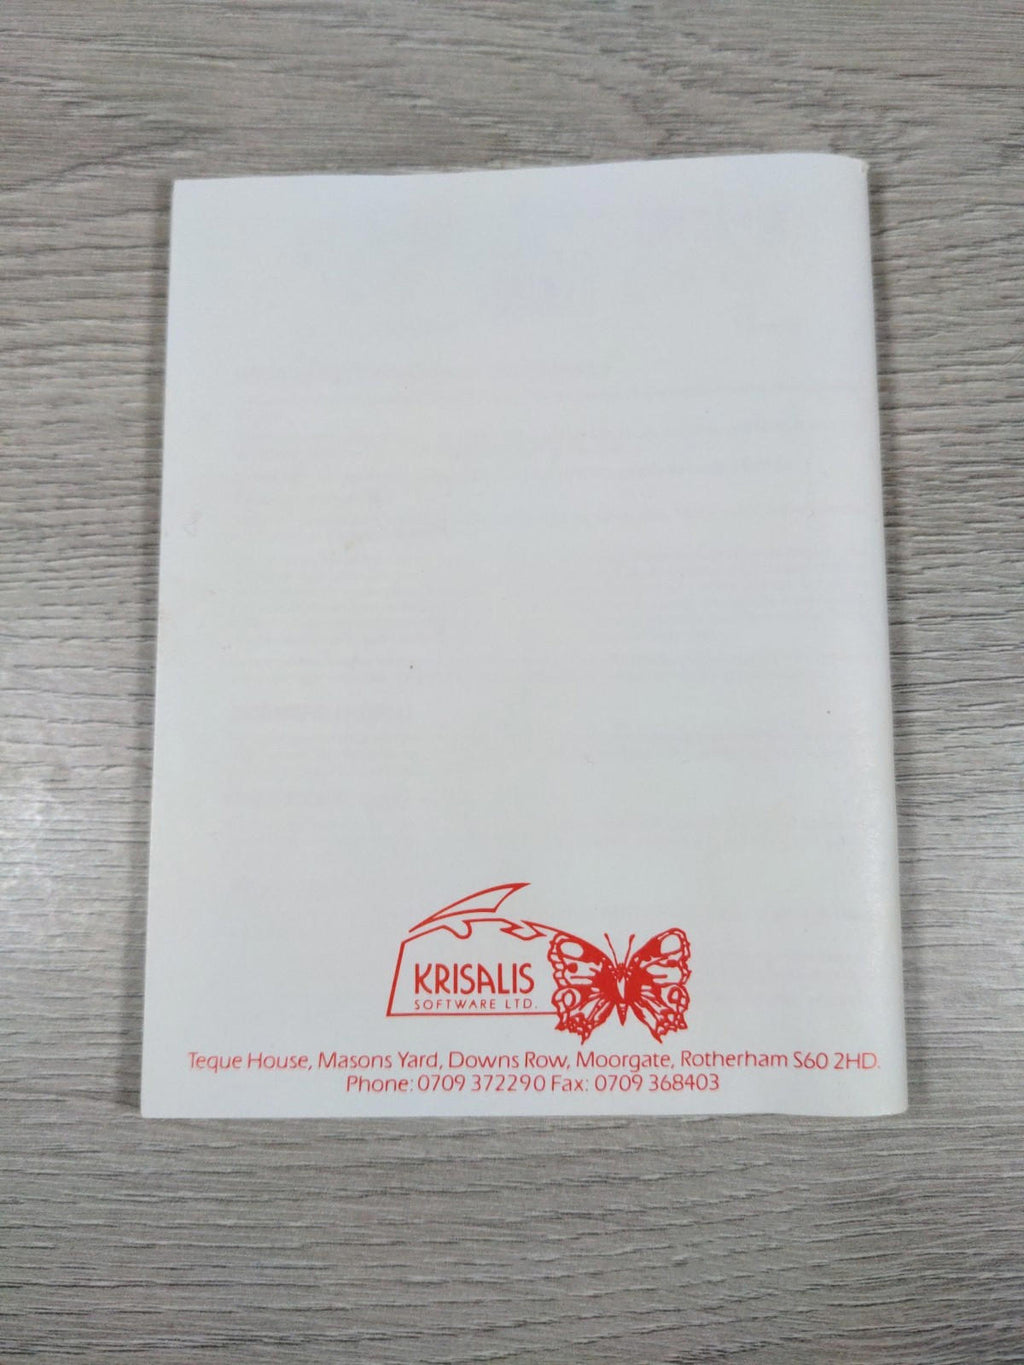 KRISALIS
SOFTWARE LTD.
Teque House, Masons Yard, Downs Row, Moorgate, Rotherham S60 2HD.
Phone: 0709 372290 Fax: 0709 368403